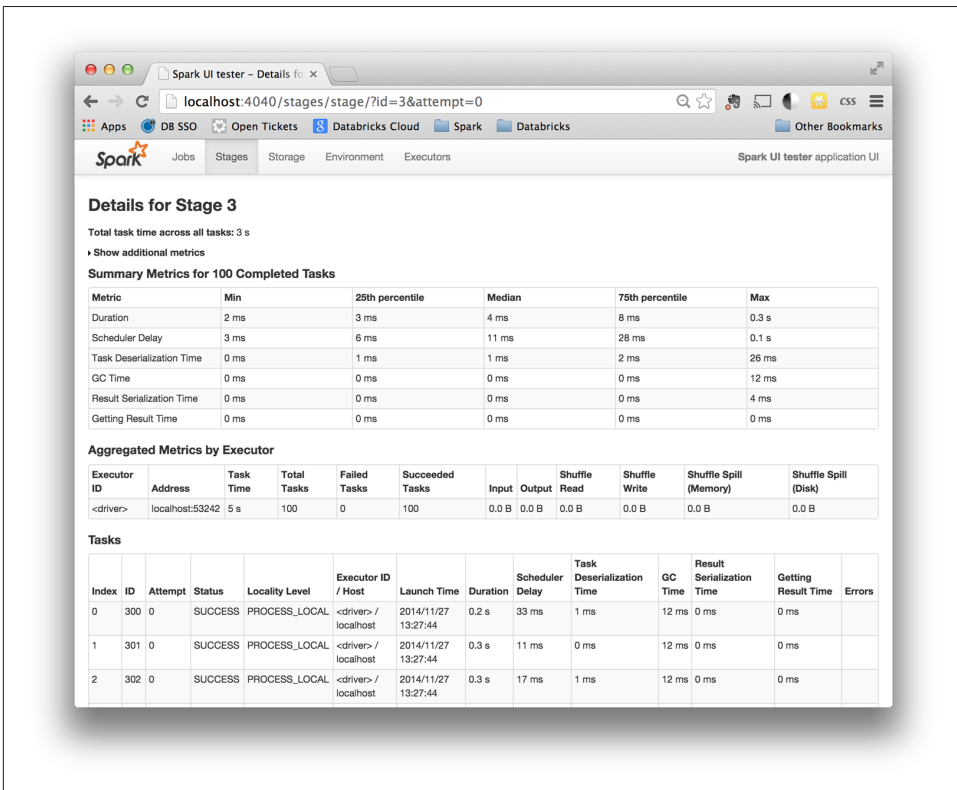 Spark UI tester – Details fo ×
localhost:4040/stages/stage/?id=3&attempt=0
css
Apps DB SSO Open Tickets 8 Databricks Cloud Spark Databricks Other Bookmarks
Spark Jobs Stages Storage Environment Executors Spark UI tester application UI
Details for Stage 3
Total task time across all tasks: 3 s
Show additional metrics
Summary Metrics for 100 Completed Tasks
Metric Min 25th percentile Median 75th percentile Max
Duration 2 ms 3 ms 4 ms 8 ms 0.3 s
Scheduler Delay 3 ms 6 ms 11 ms 28 ms 0.1 s
Task Deserialization Time 0 ms 1 ms 1 ms 2 ms 26 ms
GC Time 0 ms 0 ms 0 ms 0 ms 12 ms
Result Serialization Time 0 ms 0 ms 0 ms 0 ms 4 ms
Getting Result Time 0 ms 0 ms 0 ms 0 ms 0 ms
Aggregated Metrics by Executor
Executor ID Address Task Time Total Tasks Failed Tasks Succeeded Tasks Input Output Shuffle Read Shuffle Write Shuffle Spill (Memory) Shuffle Spill (Disk)
<driver> localhost:53242 5 s 100 0 100 0.0 B 0.0 B 0.0 B 0.0 B 0.0 B 0.0 B
Tasks
Index ID Attempt Status Locality Level Executor ID / Host Launch Time Duration Scheduler Delay Task Deserialization Time GC Time Result Serialization Time Getting Result Time Errors
0 300 0 SUCCESS PROCESS_LOCAL <driver> / localhost 2014/11/27 13:27:44 0.2 s 33 ms 1 ms 12 ms 0 ms 0 ms
1 301 0 SUCCESS PROCESS_LOCAL <driver> / localhost 2014/11/27 13:27:44 0.3 s 11 ms 0 ms 12 ms 0 ms 0 ms
2 302 0 SUCCESS PROCESS_LOCAL <driver> / localhost 2014/11/27 13:27:44 0.3 s 17 ms 1 ms 12 ms 0 ms 0 ms